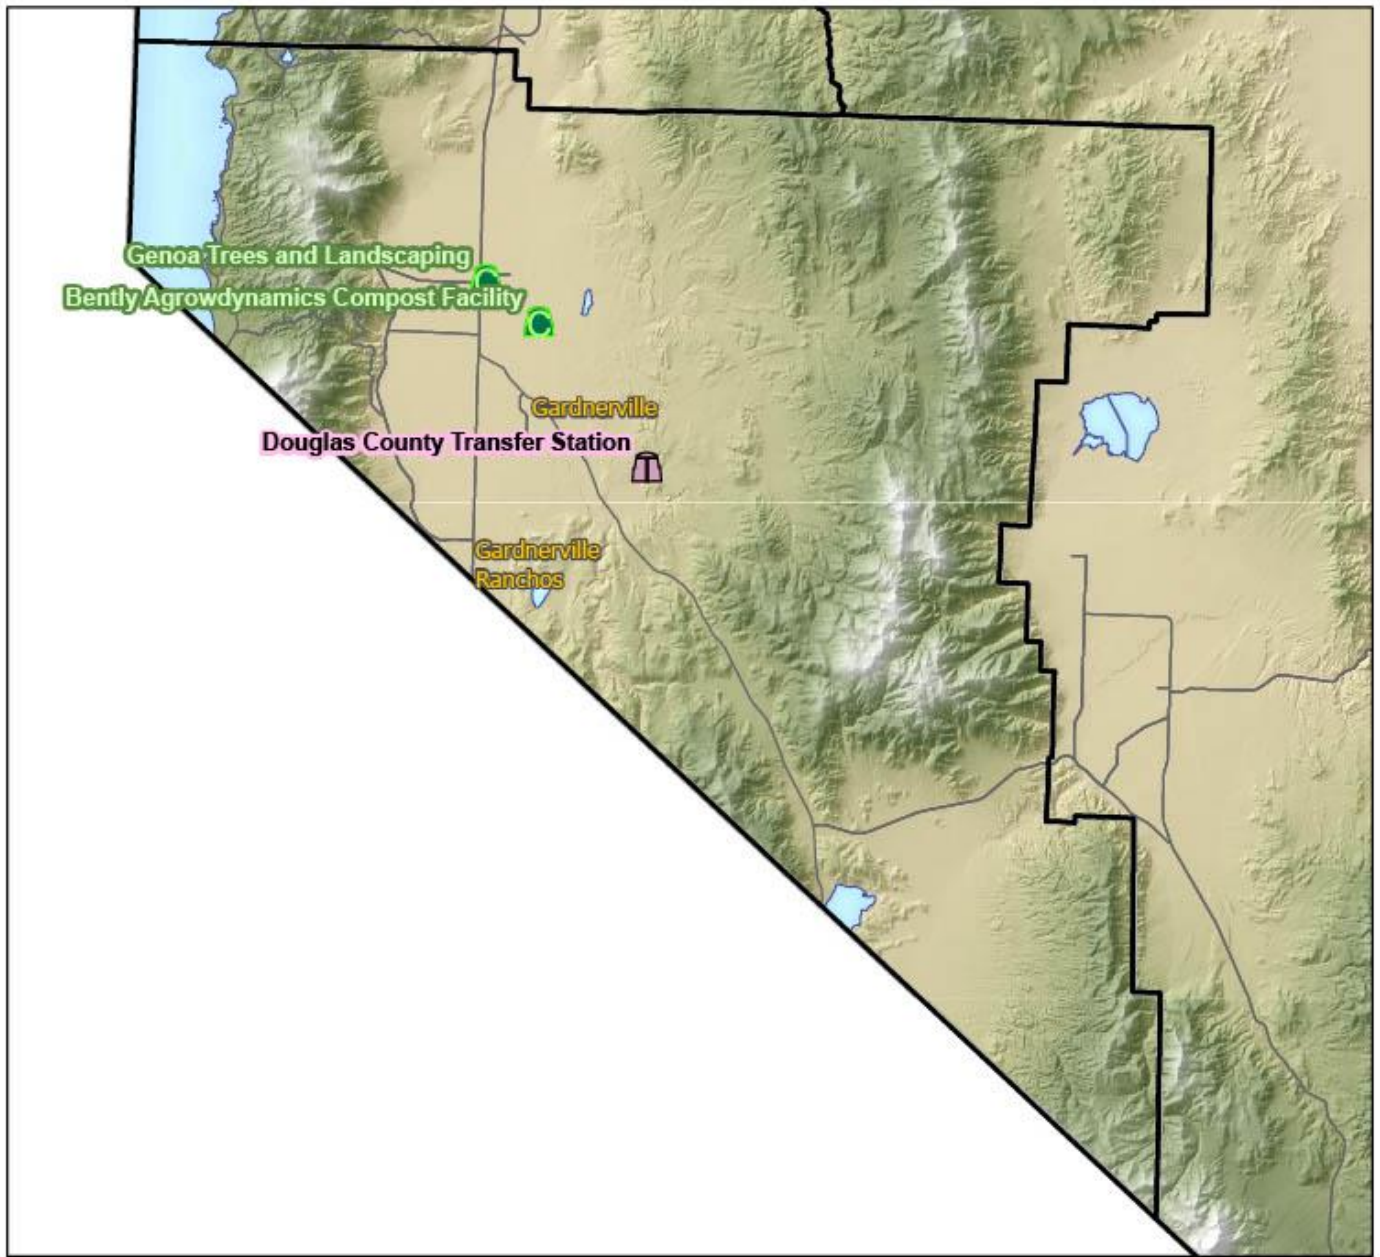 Genoa Trees and Landscaping
Bently Agrowdynamics Compost Facility
Gardnerville
Douglas County Transfer Station
Gardnerville
Ranchos